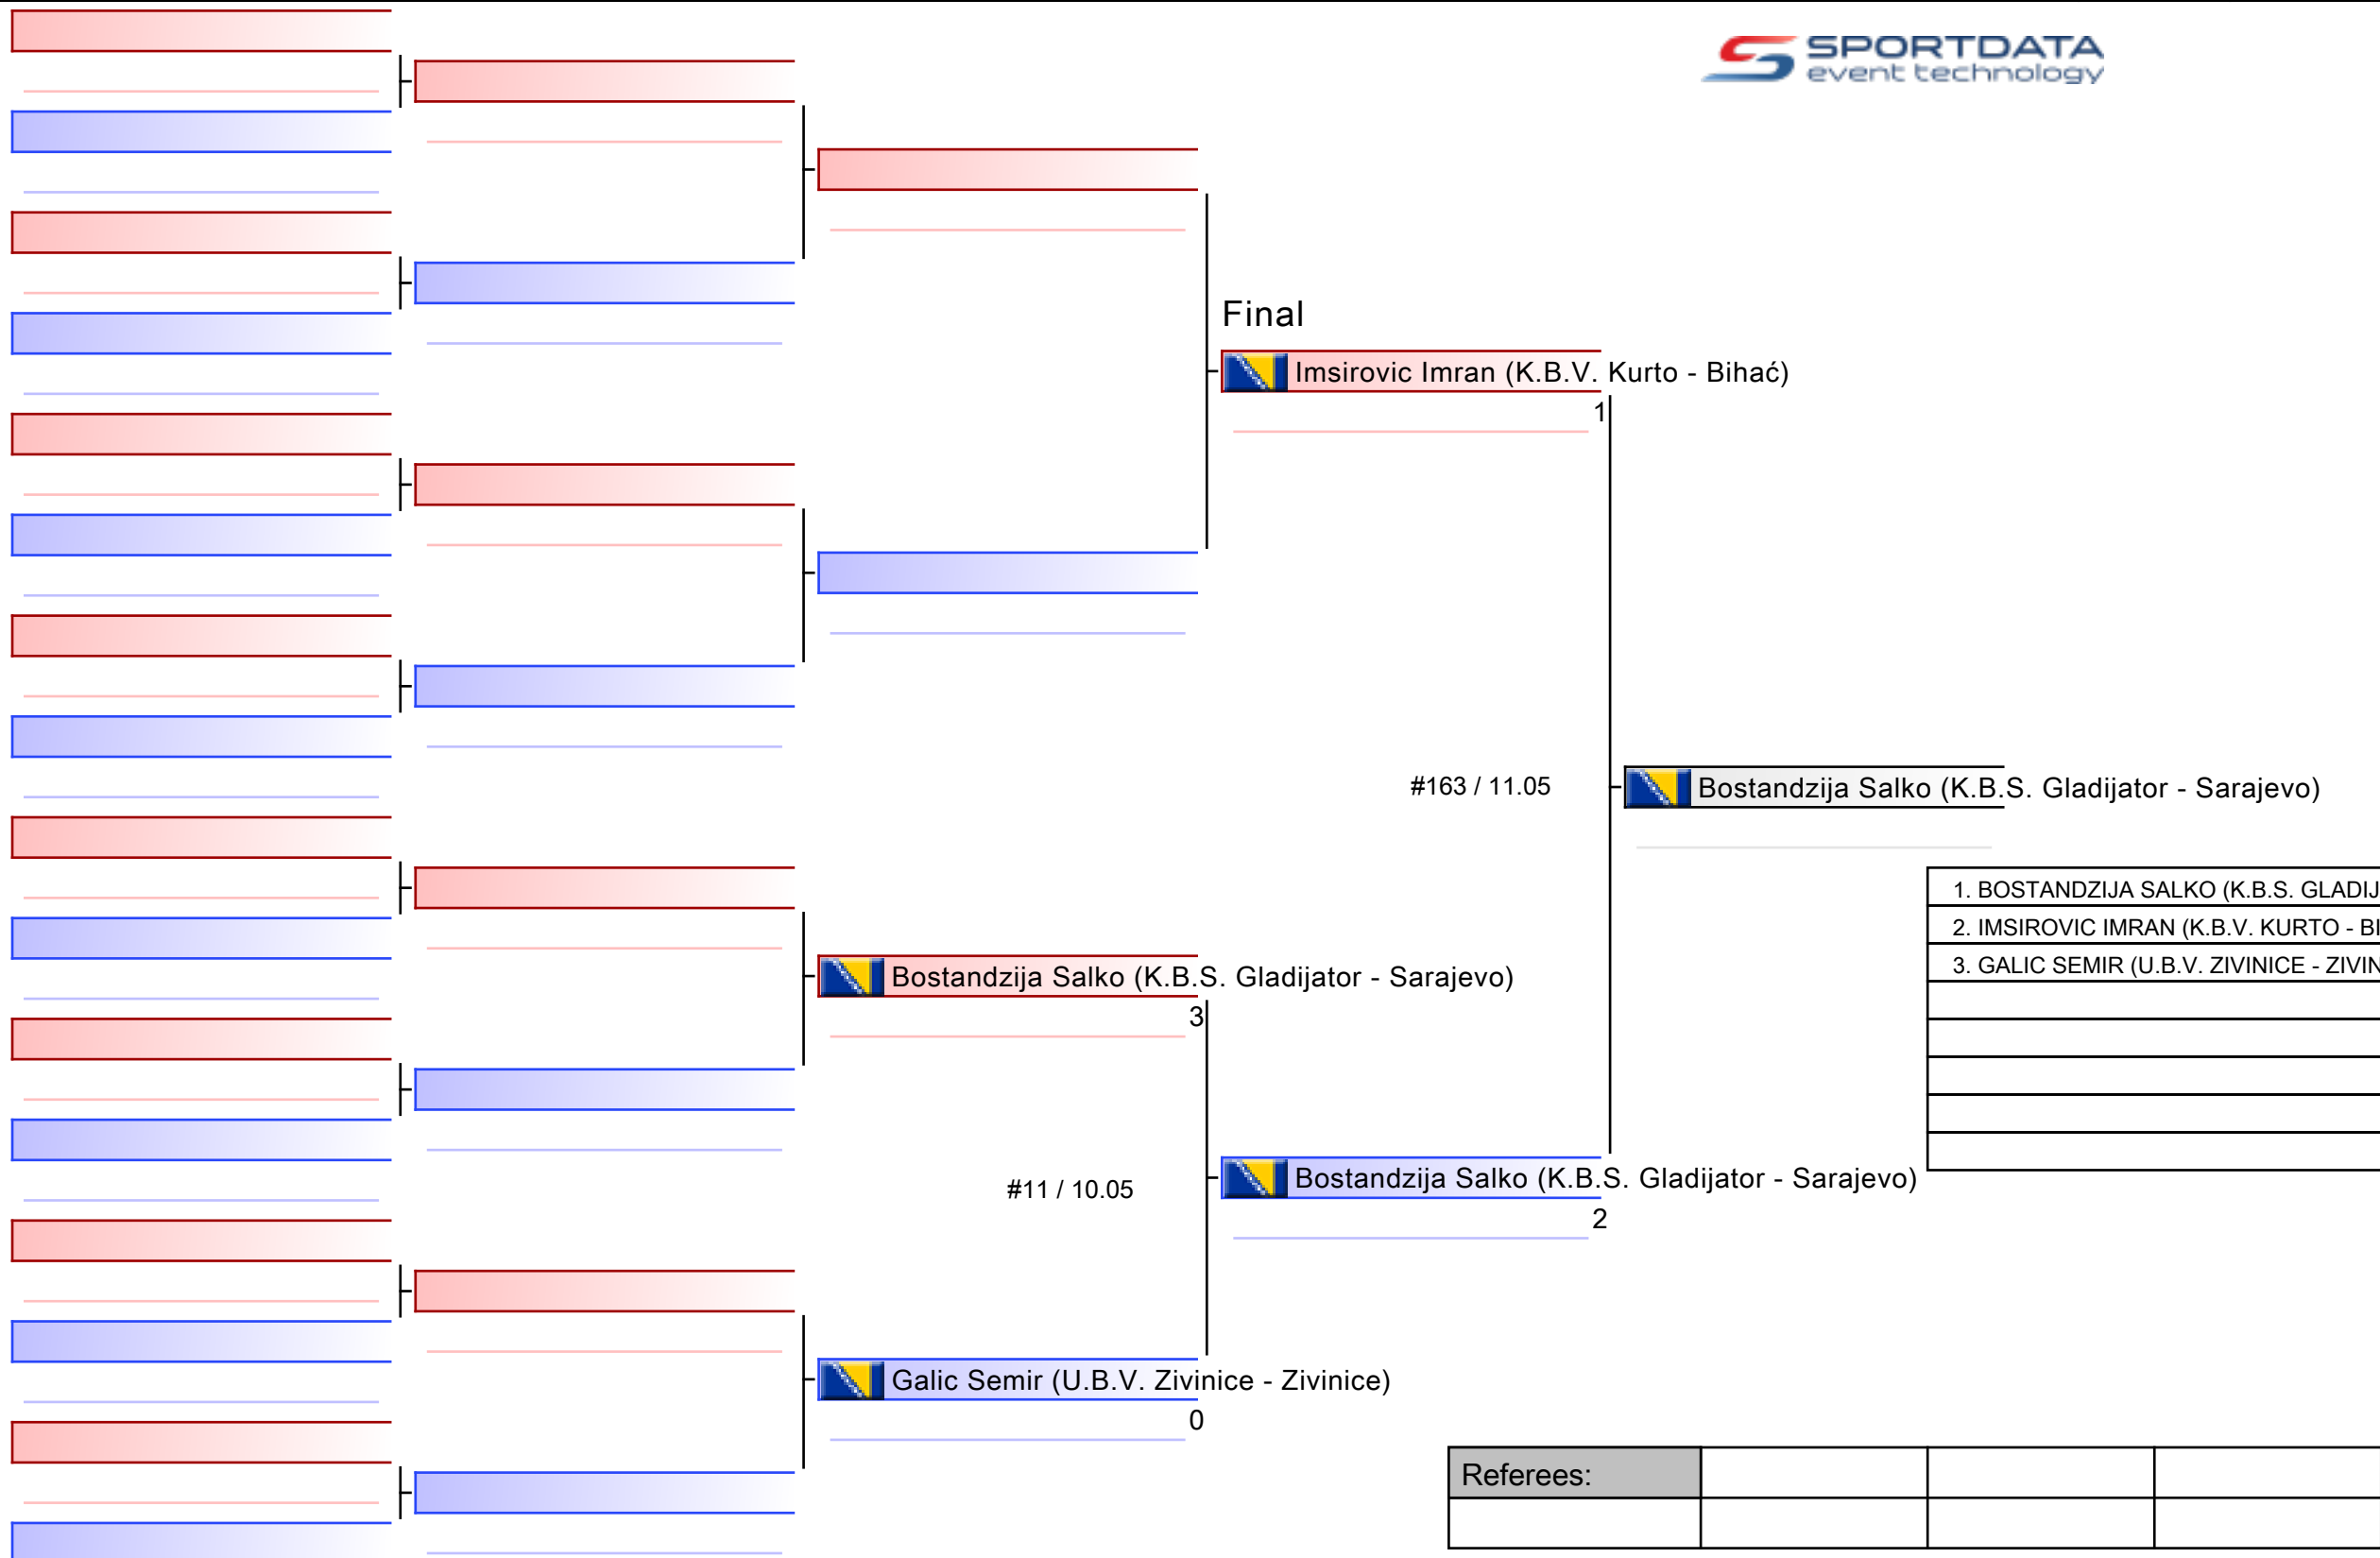 SPORTDATA
event technology
Final
Imsirovic Imran (K.B.V. Kurto - Bihać)
1
#163 / 11.05
Bostandzija Salko (K.B.S. Gladijator - Sarajevo)
1. BOSTANDZIJA SALKO (K.B.S. GLADIJ
2. IMSIROVIC IMRAN (K.B.V. KURTO - BI
3. GALIC SEMIR (U.B.V. ZIVINICE - ZIVIN
Bostandzija Salko (K.B.S. Gladijator - Sarajevo)
3
#11 / 10.05
Bostandzija Salko (K.B.S. Gladijator - Sarajevo)
2
Galic Semir (U.B.V. Zivinice - Zivinice)
0
Referees: